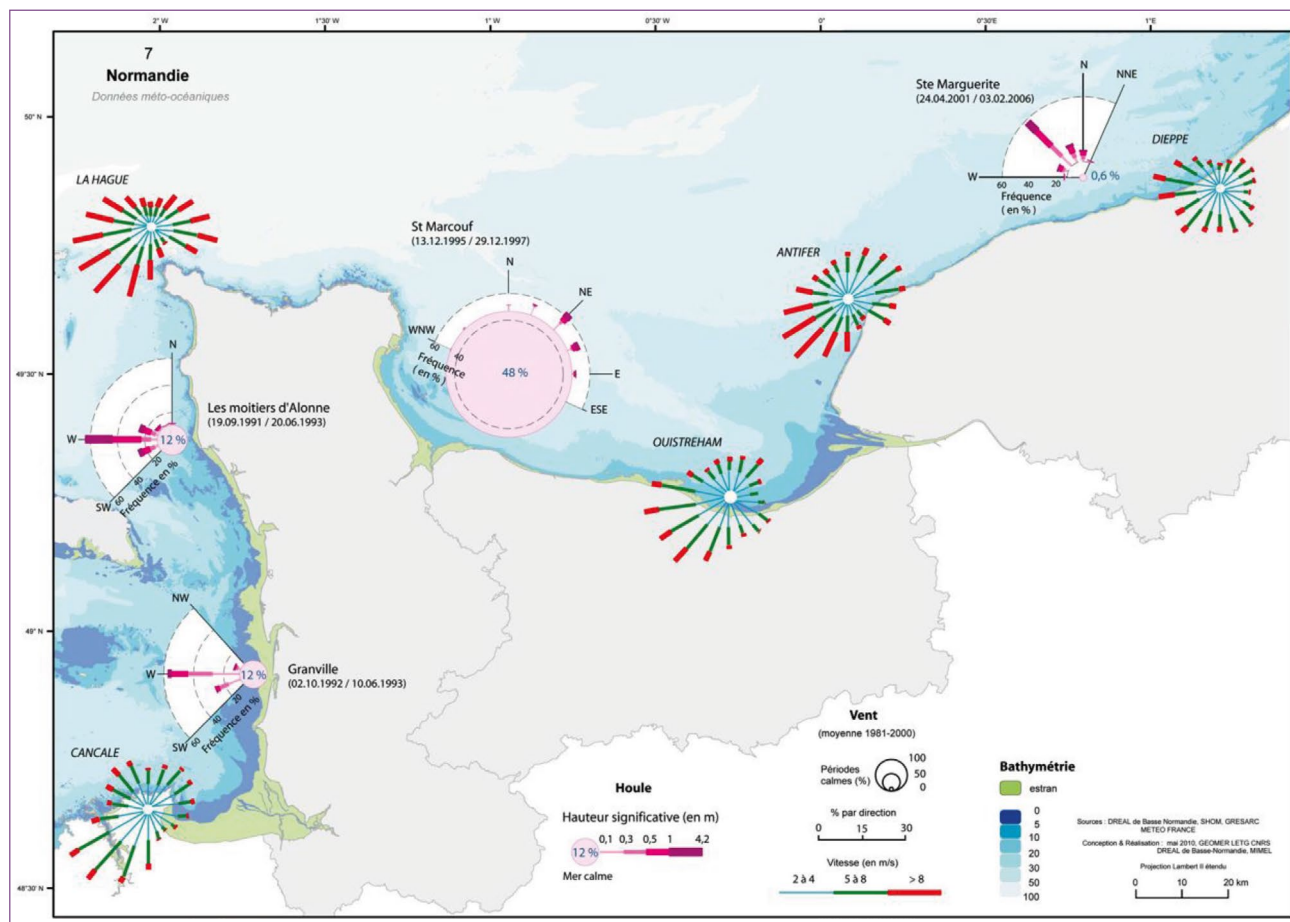 2° W
1°30' W
1° W
0°30' W
0°
0°30'E
1°E
7
Normandie
Données méto-océaniques
50° N
49°30' N
49° N
48°30' N
LA HAGUE
St Marcouf
(13.12.1995 / 29.12.1997)
N
NE
E
ESE
WNW
60
40
Fréquence
(en %)
48 %
Ste Marguerite
(24.04.2001 / 03.02.2006)
N
NNE
W
60
40
20
Fréquence
(en %)
0,6 %
DIEPPE
ANTIFER
N
Les moitiers d'Alonne
(19.09.1991 / 20.06.1993)
W
12 %
20
40
60
SW
Fréquence en %
OUISTREHAM
NW
W
12 %
Granville
(02.10.1992 / 10.06.1993)
20
40
60
SW
Fréquence en %
CANCALE
Houle
Hauteur significative (en m)
0,1
0,3
0,5
1
4,2
12 %
Mer calme
Vent
(moyenne 1981-2000)
Périodes
calmes (%)
100
50
0
% par direction
0
15
30
Vitesse (en m/s)
2 à 4
5 à 8
> 8
Bathymétrie
estran
0
5
10
20
30
50
100
Sources : DREAL de Basse Normandie, SHOM, GRESARC
METEO FRANCE
Conception & Réalisation : mai 2010, GEOMER LETG CNRS
DREAL de Basse-Normandie, MIMEL
Projection Lambert II étendu
0
10
20 km